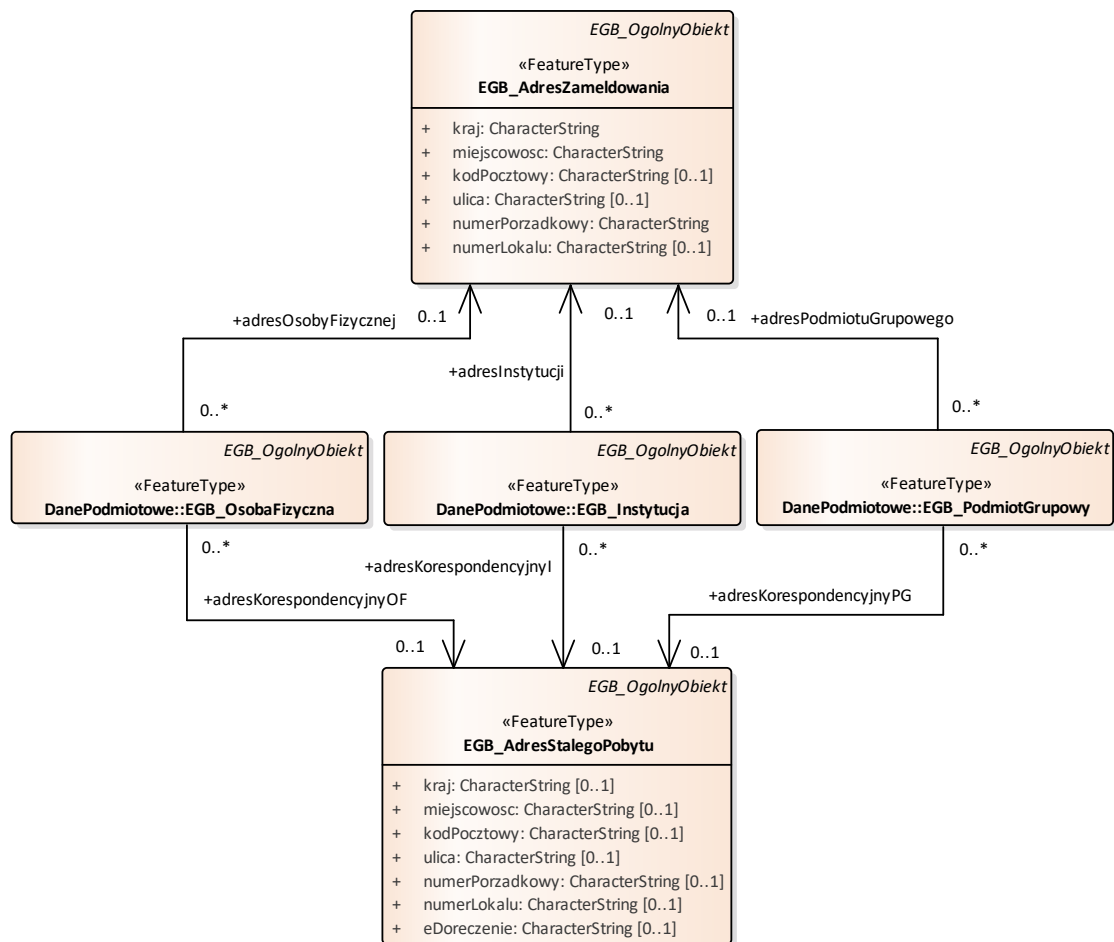 EGB_OgolnyObiekt
«FeatureType»
EGB_AdresZameldowania
+ kraj: CharacterString
+ miejscowosc: CharacterString
+ kodPocztowy: CharacterString [0..1]
+ ulica: CharacterString [0..1]
+ numerPorzadkowy: CharacterString
+ numerLokalu: CharacterString [0..1]
+adresOsobyFizycznej
0..1
0..1
0..1
+adresPodmiotuGrupowego
+adresInstytucji
0..*
0..*
0..*
EGB_OgolnyObiekt
«FeatureType»
DanePodmiotowe::EGB_OsobaFizyczna
EGB_OgolnyObiekt
«FeatureType»
DanePodmiotowe::EGB_Instytucja
EGB_OgolnyObiekt
«FeatureType»
DanePodmiotowe::EGB_PodmiotGrupowy
0..*
0..*
0..*
+adresKorespondencyjnyI
+adresKorespondencyjnyOF
+adresKorespondencyjnyPG
0..1
0..1
0..1
EGB_OgolnyObiekt
«FeatureType»
EGB_AdresStalegoPobytu
+ kraj: CharacterString [0..1]
+ miejscowosc: CharacterString [0..1]
+ kodPocztowy: CharacterString [0..1]
+ ulica: CharacterString [0..1]
+ numerPorzadkowy: CharacterString [0..1]
+ numerLokalu: CharacterString [0..1]
+ eDoreczenie: CharacterString [0..1]